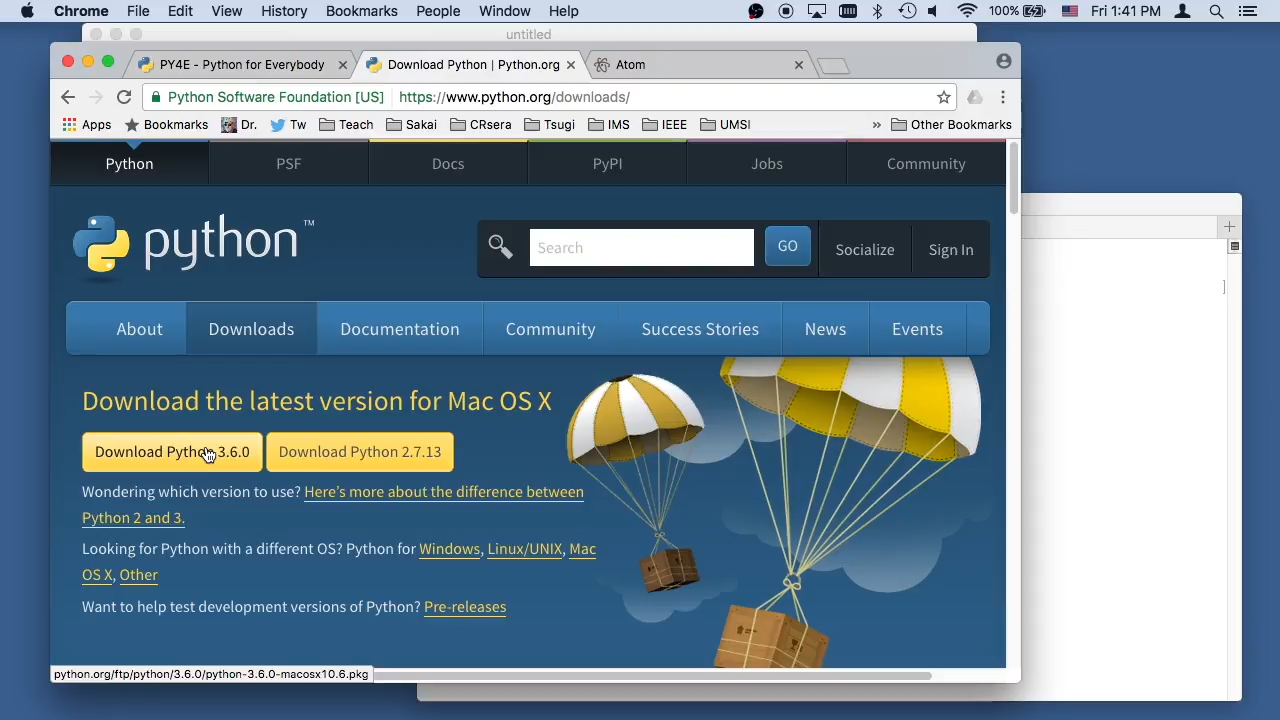 Chrome File Edit View History Bookmarks People Window Help 100% Fri 1:41 PM
untitled
PY4E - Python for Everybody Download Python | Python.org Atom
Python Software Foundation [US] https://www.python.org/downloads/
Apps Bookmarks Dr. Tw Teach Sakai CRsera Tsugi IMS IEEE UMSI » Other Bookmarks
Python PSF Docs PyPI Jobs Community
python™
Search GO Socialize Sign In
About Downloads Documentation Community Success Stories News Events
Download the latest version for Mac OS X
Download Python 3.6.0 Download Python 2.7.13
Wondering which version to use? Here's more about the difference between
Python 2 and 3.
Looking for Python with a different OS? Python for Windows, Linux/UNIX, Mac
OS X, Other
Want to help test development versions of Python? Pre-releases
python.org/ftp/python/3.6.0/python-3.6.0-macosx10.6.pkg